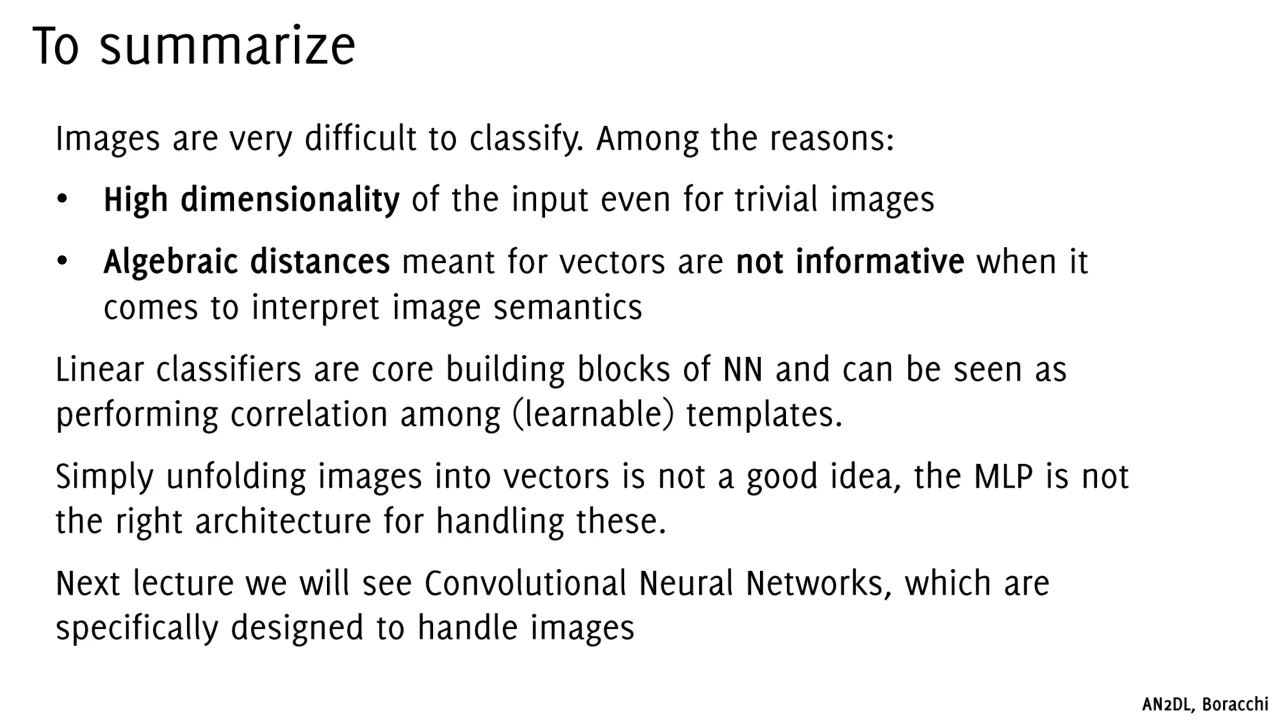 To summarize
Images are very difficult to classify. Among the reasons:
• High dimensionality of the input even for trivial images
• Algebraic distances meant for vectors are not informative when it
comes to interpret image semantics
Linear classifiers are core building blocks of NN and can be seen as
performing correlation among (learnable) templates.
Simply unfolding images into vectors is not a good idea, the MLP is not
the right architecture for handling these.
Next lecture we will see Convolutional Neural Networks, which are
specifically designed to handle images
AN2DL, Boracchi